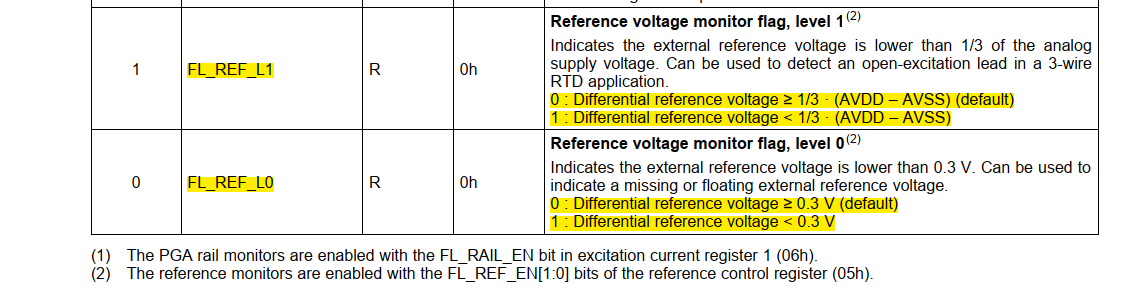 Reference voltage monitor flag, level 1(2)
Indicates the external reference voltage is lower than 1/3 of the analog
1 FL_REF_L1 R 0h supply voltage. Can be used to detect an open-excitation lead in a 3-wire
RTD application.
0 : Differential reference voltage ≥ 1/3 · (AVDD – AVSS) (default)
1 : Differential reference voltage < 1/3 · (AVDD – AVSS)
Reference voltage monitor flag, level 0(2)
Indicates the external reference voltage is lower than 0.3 V. Can be used to
0 FL_REF_L0 R 0h indicate a missing or floating external reference voltage.
0 : Differential reference voltage ≥ 0.3 V (default)
1 : Differential reference voltage < 0.3 V
(1) The PGA rail monitors are enabled with the FL_RAIL_EN bit in excitation current register 1 (06h).
(2) The reference monitors are enabled with the FL_REF_EN[1:0] bits of the reference control register (05h).